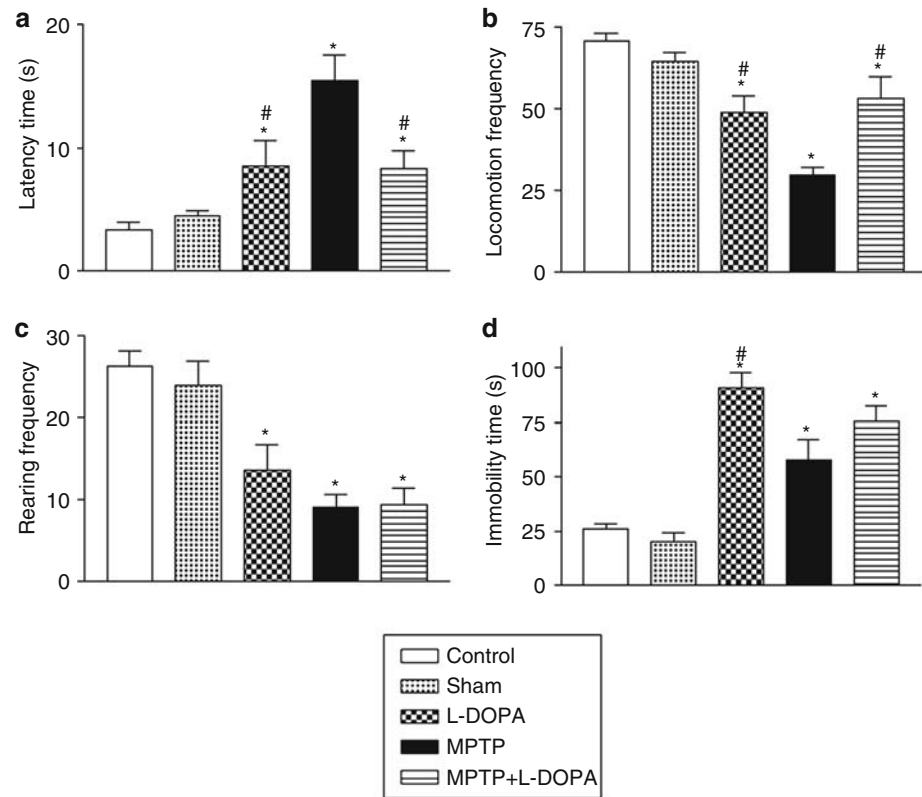 a
20
10
0
Latency time (s)
#
*
*
#
*
b
75
50
25
0
Locomotion frequency
#
*
*
#
*
c
30
20
10
0
Rearing frequency
*
*
*
d
100
75
50
25
0
Immobility time (s)
#
*
*
*
Control
Sham
L-DOPA
MPTP
MPTP+L-DOPA